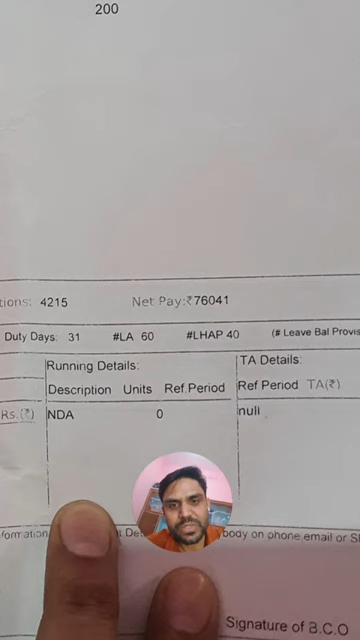 200
tions: 4215 Net Pay:₹76041
Duty Days: 31 #LA 60 #LHAP 40 (# Leave Bal Provis
Running Details: TA Details:
Description Units Ref.Period Ref Period TA(₹)
Rs.(₹) NDA 0 null
formation body on phone email or S
Signature of B.C.O